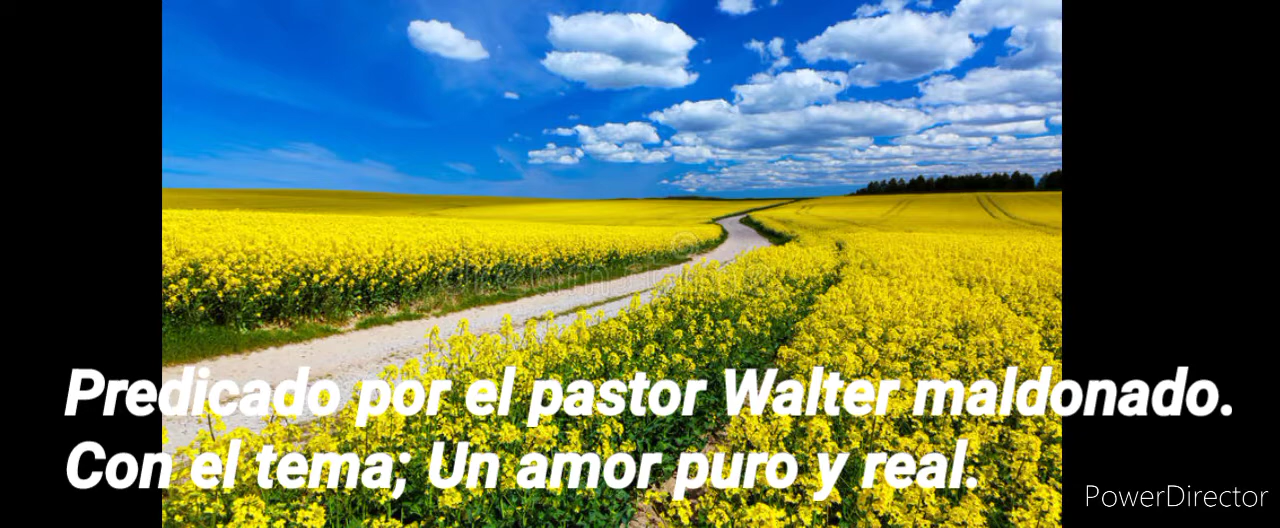 Predicado por el pastor Walter maldonado.
Con el tema; Un amor puro y real.
PowerDirector